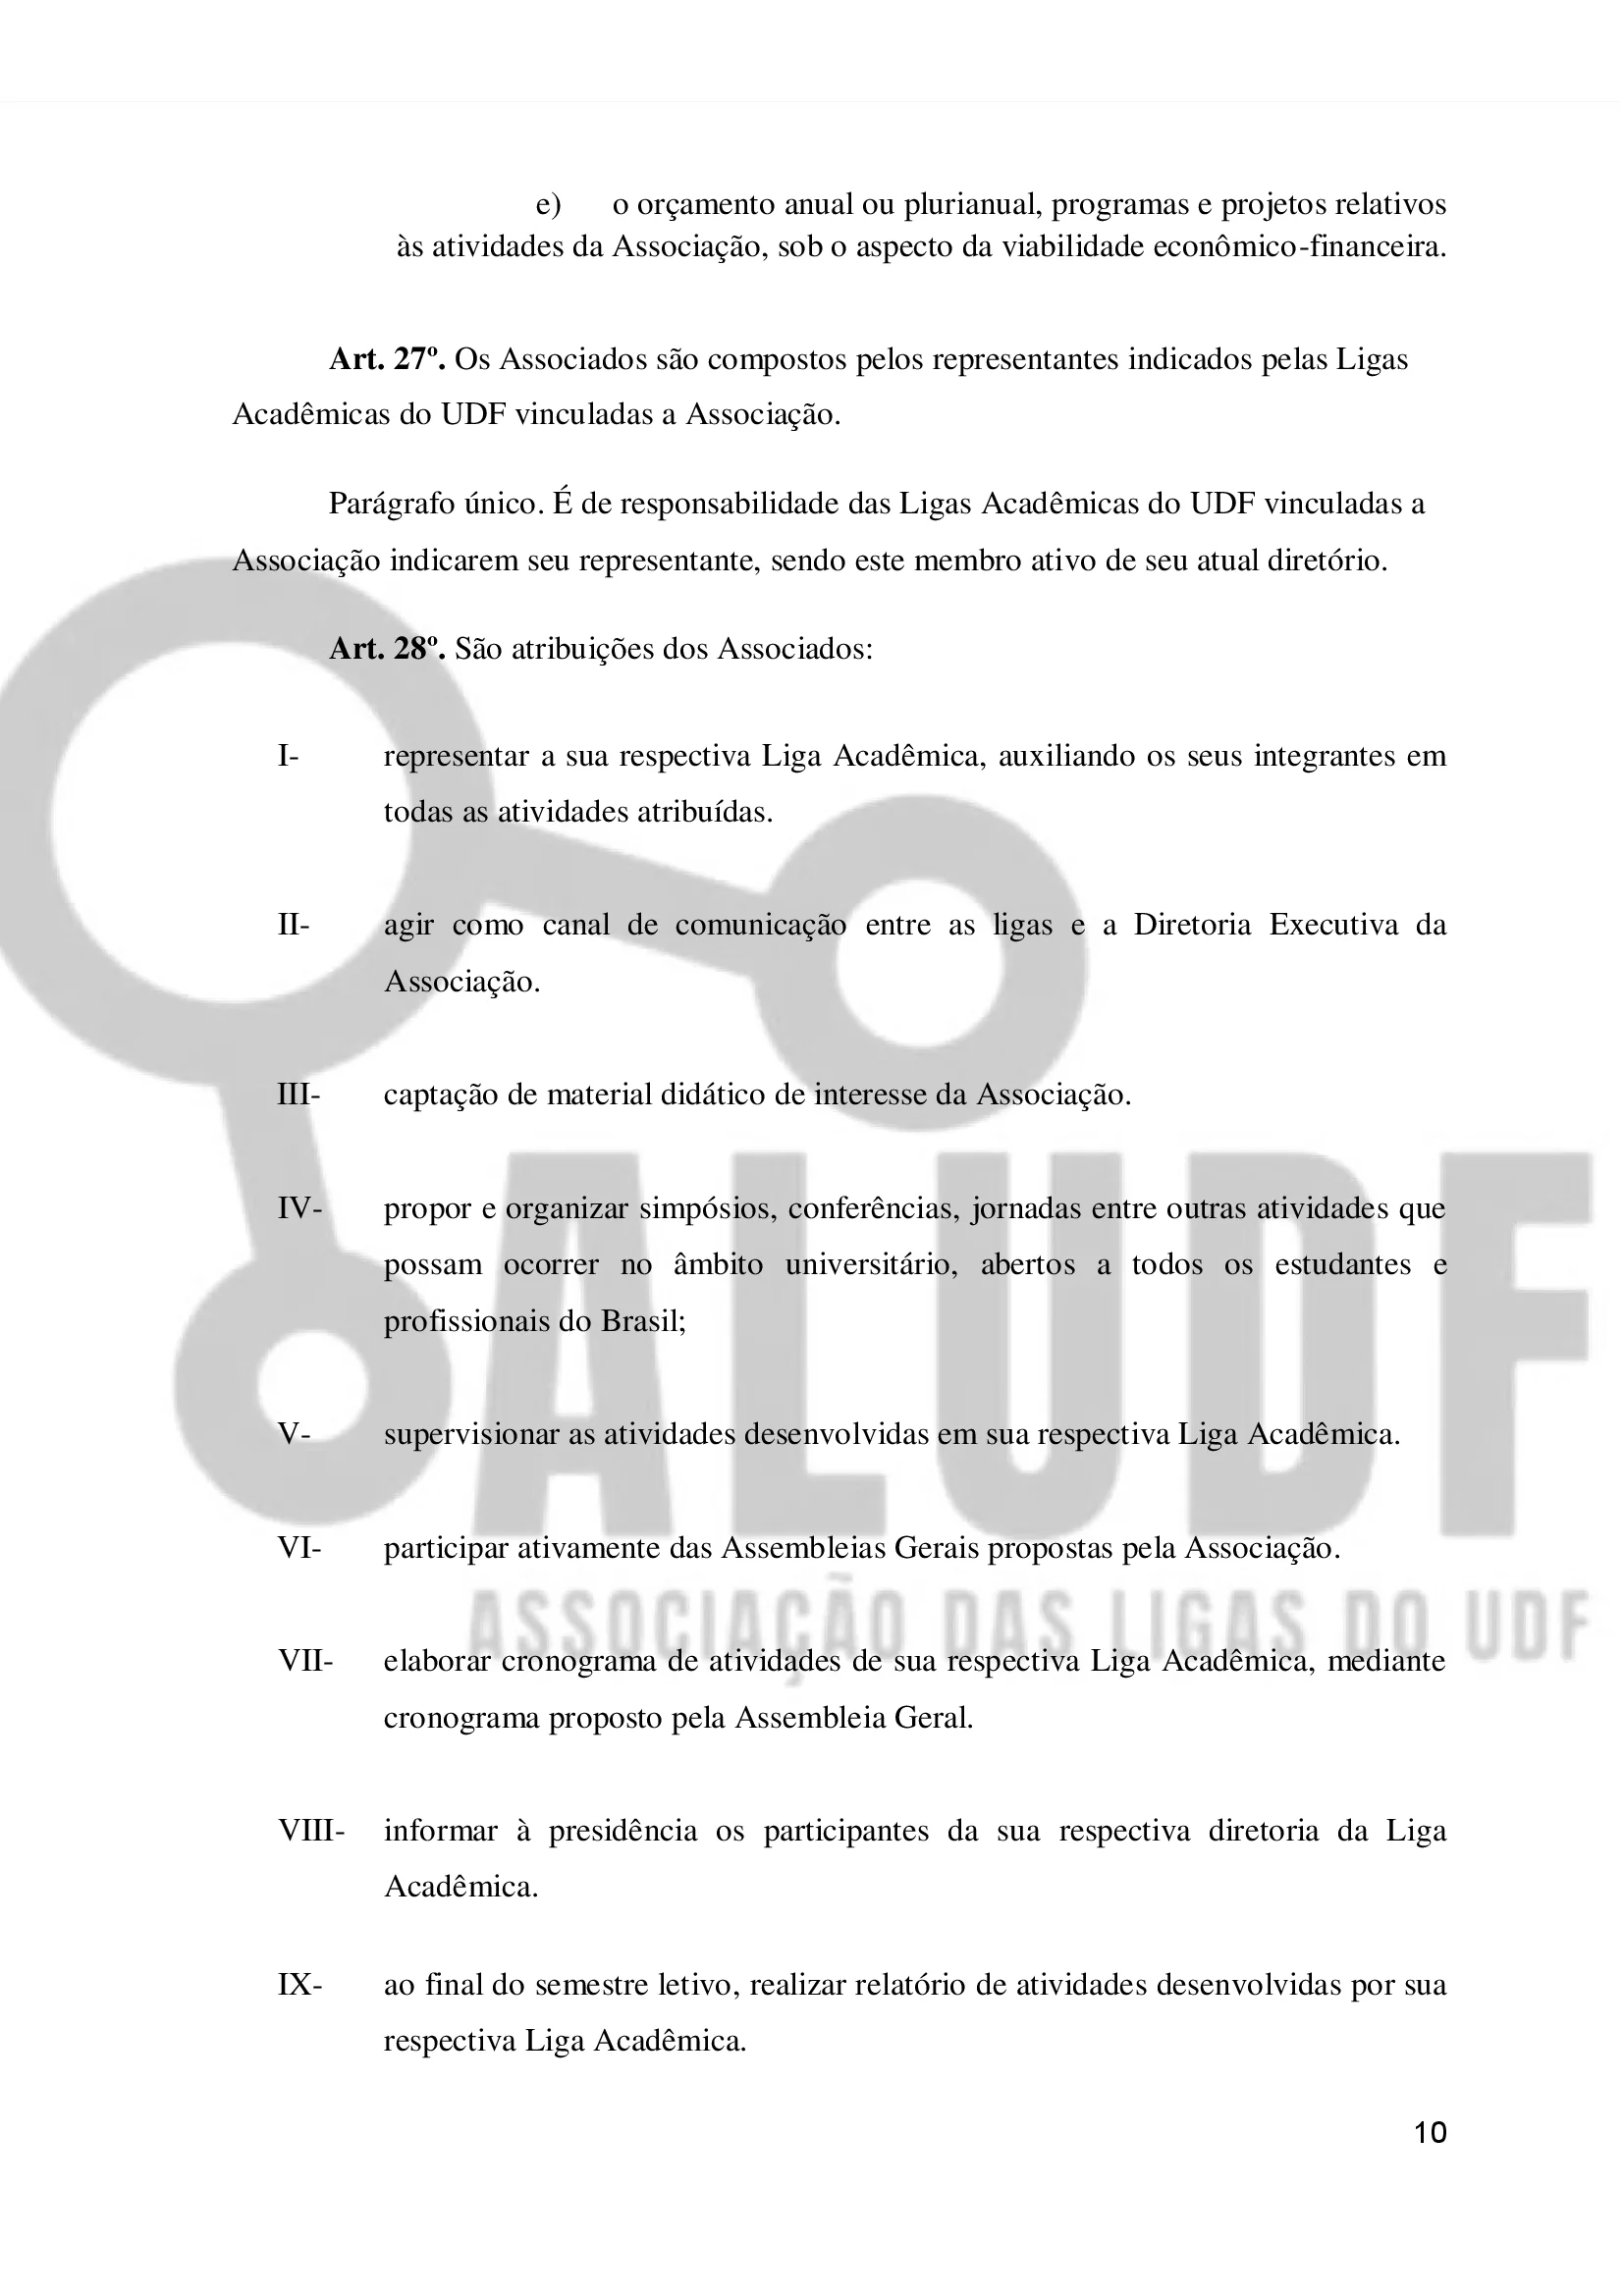 e) o orçamento anual ou plurianual, programas e projetos relativos
às atividades da Associação, sob o aspecto da viabilidade econômico-financeira.
Art. 27º. Os Associados são compostos pelos representantes indicados pelas Ligas
Acadêmicas do UDF vinculadas a Associação.
Parágrafo único. É de responsabilidade das Ligas Acadêmicas do UDF vinculadas a
Associação indicarem seu representante, sendo este membro ativo de seu atual diretório.
Art. 28º. São atribuições dos Associados:
I- representar a sua respectiva Liga Acadêmica, auxiliando os seus integrantes em
todas as atividades atribuídas.
II- agir como canal de comunicação entre as ligas e a Diretoria Executiva da
Associação.
III- captação de material didático de interesse da Associação.
ALUDF
IV- propor e organizar simpósios, conferências, jornadas entre outras atividades que
possam ocorrer no âmbito universitário, abertos a todos os estudantes e
profissionais do Brasil;
V- supervisionar as atividades desenvolvidas em sua respectiva Liga Acadêmica.
VI- participar ativamente das Assembleias Gerais propostas pela Associação.
ASSOCIAÇÃO DAS LIGAS DO UDF
VII- elaborar cronograma de atividades de sua respectiva Liga Acadêmica, mediante
cronograma proposto pela Assembleia Geral.
VIII- informar à presidência os participantes da sua respectiva diretoria da Liga
Acadêmica.
IX- ao final do semestre letivo, realizar relatório de atividades desenvolvidas por sua
respectiva Liga Acadêmica.
10